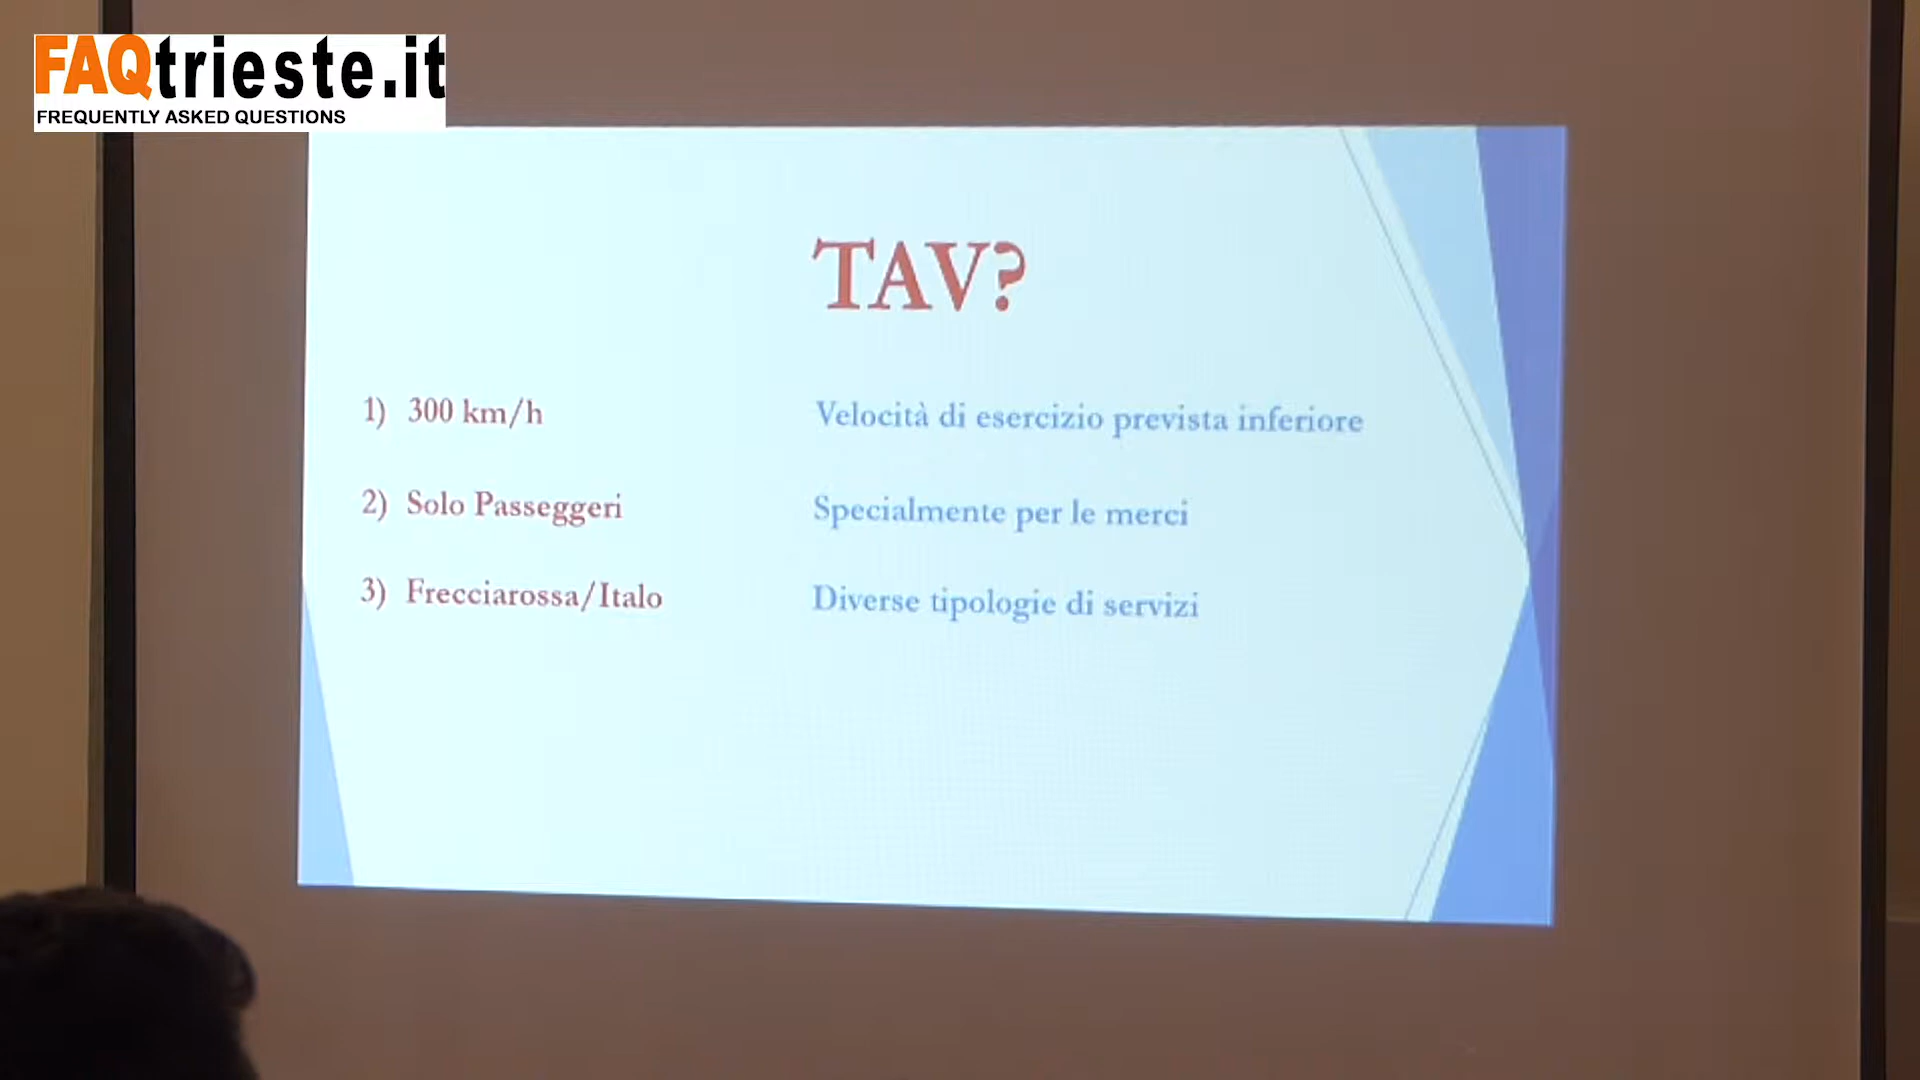 FAQtrieste.it
FREQUENTLY ASKED QUESTIONS
TAV?
1) 300 km/h
Velocità di esercizio prevista inferiore
2) Solo Passeggeri
Specialmente per le merci
3) Frecciarossa/Italo
Diverse tipologie di servizi